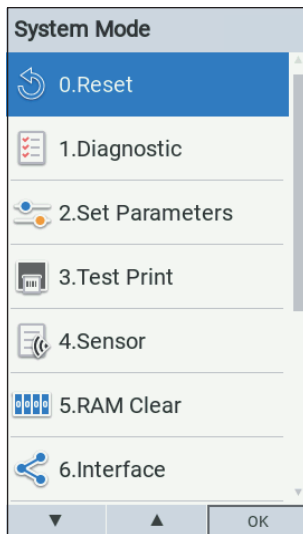 System Mode
0.Reset
1.Diagnostic
2.Set Parameters
3.Test Print
4.Sensor
5.RAM Clear
6.Interface
OK